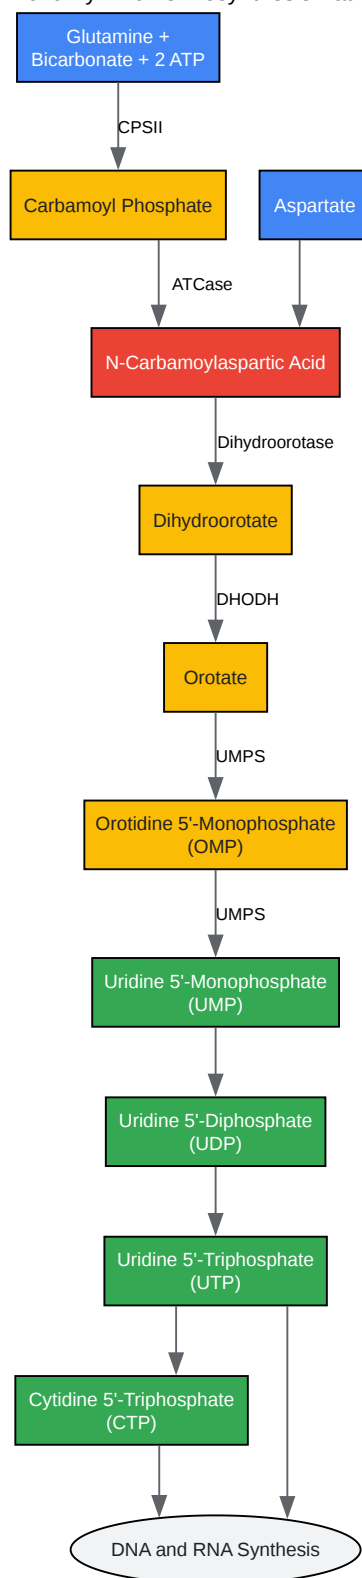 Glutamine +
Bicarbonate + 2 ATP
CPSII
Carbamoyl Phosphate
Aspartate
ATCase
N-Carbamoylaspartic Acid
Dihydroorotase
Dihydroorotate
DHODH
Orotate
UMPS
Orotidine 5'-Monophosphate
(OMP)
UMPS
Uridine 5'-Monophosphate
(UMP)
Uridine 5'-Diphosphate
(UDP)
Uridine 5'-Triphosphate
(UTP)
Cytidine 5'-Triphosphate
(CTP)
DNA and RNA Synthesis